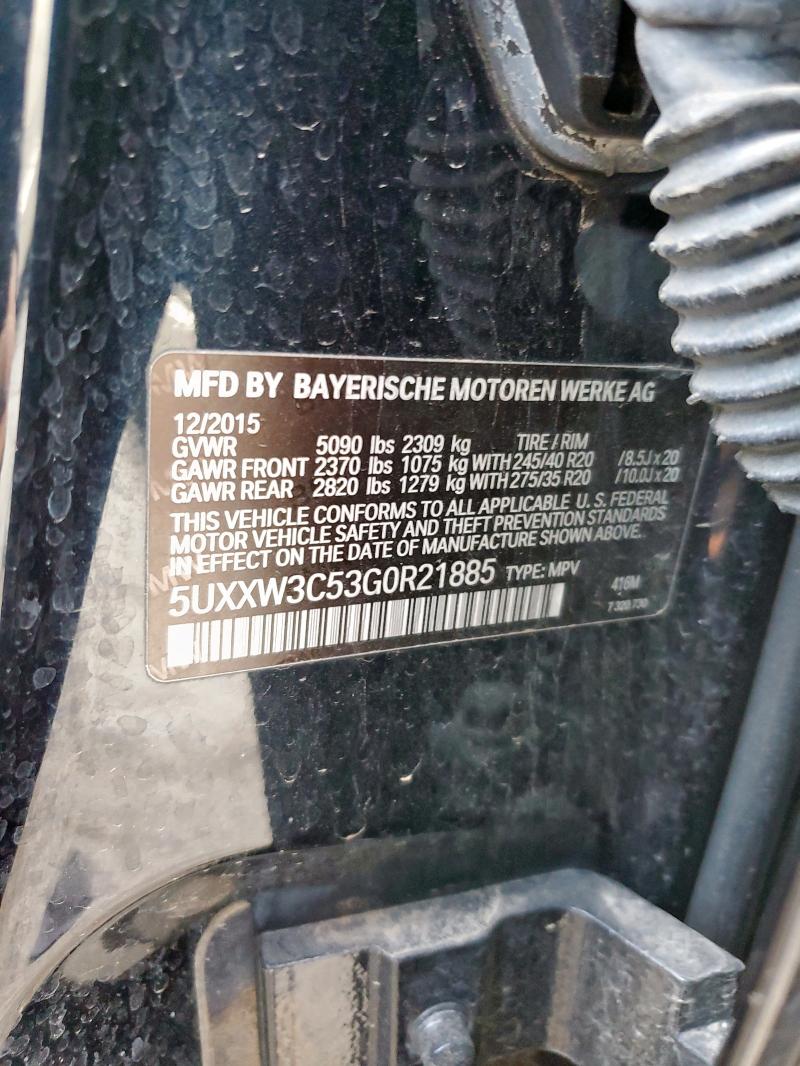 MFD BY BAYERISCHE MOTOREN WERKE AG
12/2015
GVWR 5090 lbs 2309 kg TIRE / RIM
GAWR FRONT 2370 lbs 1075 kg WITH 245/40 R20 /8.5J x 20
GAWR REAR 2820 lbs 1279 kg WITH 275/35 R20 /10.0J x 20
THIS VEHICLE CONFORMS TO ALL APPLICABLE U. S. FEDERAL
MOTOR VEHICLE SAFETY AND THEFT PREVENTION STANDARDS
IN EFFECT ON THE DATE OF MANUFACTURE SHOWN ABOVE.
5UXXW3C53G0R21885 TYPE: MPV 416M
7 320 730